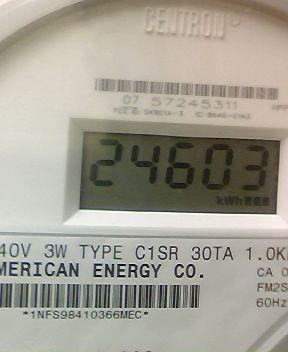 CENTRON
07 57245311
24603
kWh
40V 3W TYPE C1SR 30TA 1.0K
MERICAN ENERGY CO.
CA 0
FM2S
60Hz
*1NFS98410366MEC*